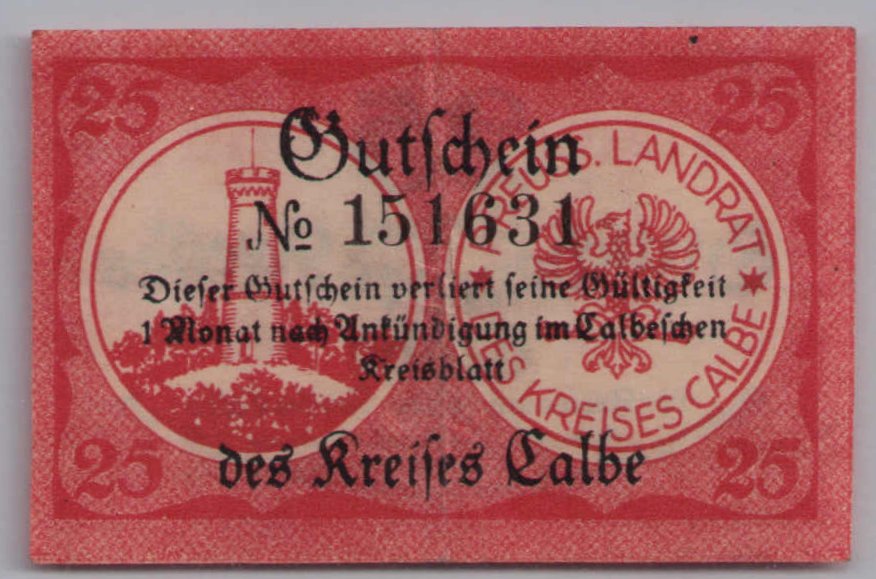 25 25
Gutschein
No 151631
Dieser Gutschein verliert seine Gültigkeit
1 Monat nach Ankündigung im Calbeschen
Kreisblatt
des Kreises Calbe
25 25
PREUSS. LANDRAT
* DES KREISES CALBE *